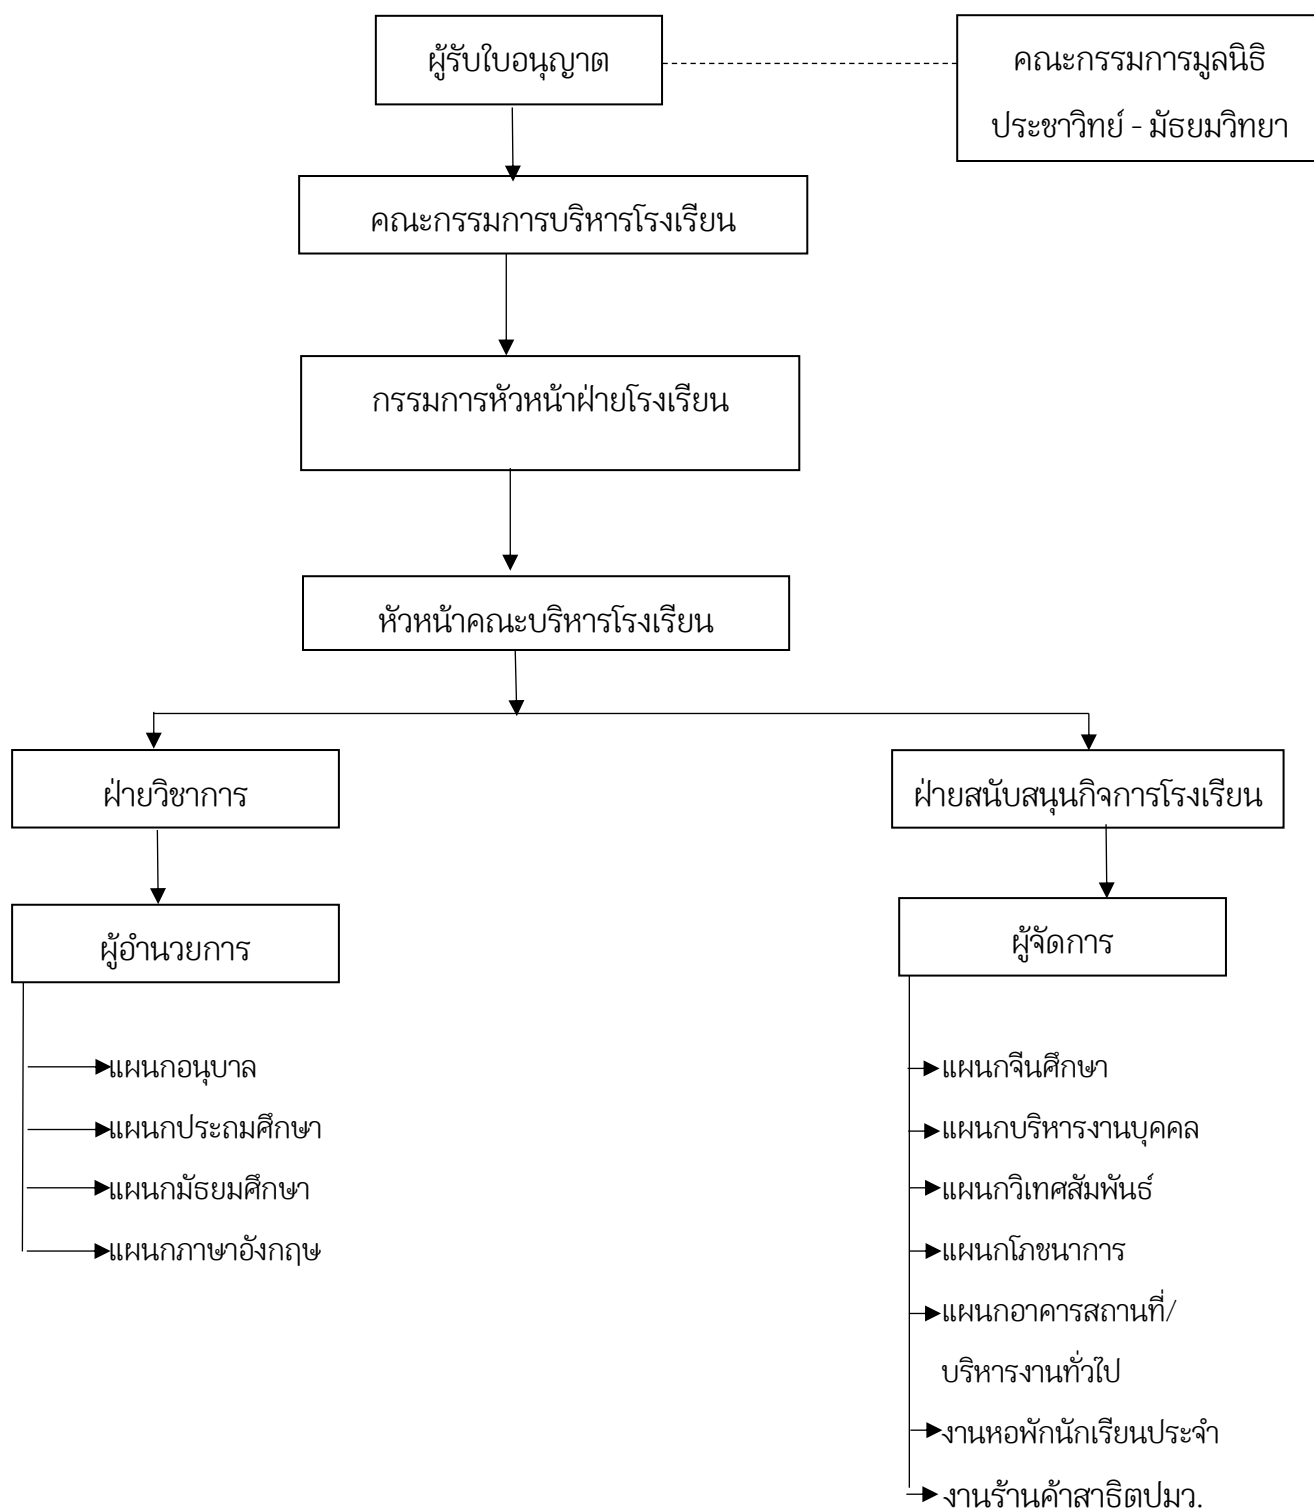 ผู้รับใบอนุญาต
คณะกรรมการมูลนิธิ
ประชาวิทย์ - มัธยมวิทยา
คณะกรรมการบริหารโรงเรียน
กรรมการหัวหน้าฝ่ายโรงเรียน
หัวหน้าคณะบริหารโรงเรียน
ฝ่ายวิชาการ
ผู้อำนวยการ
แผนกอนุบาล
แผนกประถมศึกษา
แผนกมัธยมศึกษา
แผนกภาษาอังกฤษ
ฝ่ายสนับสนุนกิจการโรงเรียน
ผู้จัดการ
แผนกจีนศึกษา
แผนกบริหารงานบุคคล
แผนกวิเทศสัมพันธ์
แผนกโภชนาการ
แผนกอาคารสถานที่/
บริหารงานทั่วไป
งานหอพักนักเรียนประจำ
งานร้านค้าสาธิตปมว.